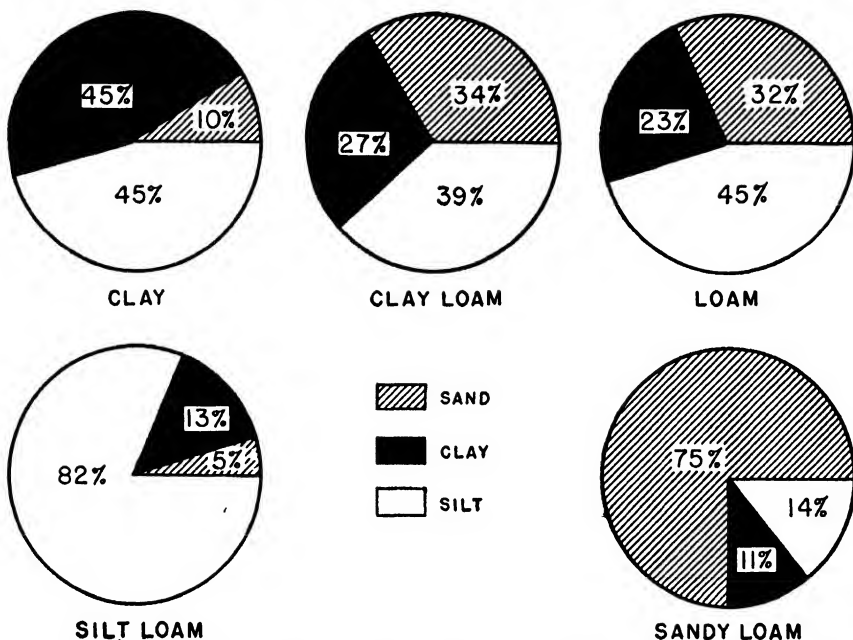 45%
10%
45%
CLAY
34%
27%
39%
CLAY LOAM
32%
23%
45%
LOAM
13%
5%
82%
SILT LOAM
SAND
CLAY
SILT
75%
14%
11%
SANDY LOAM